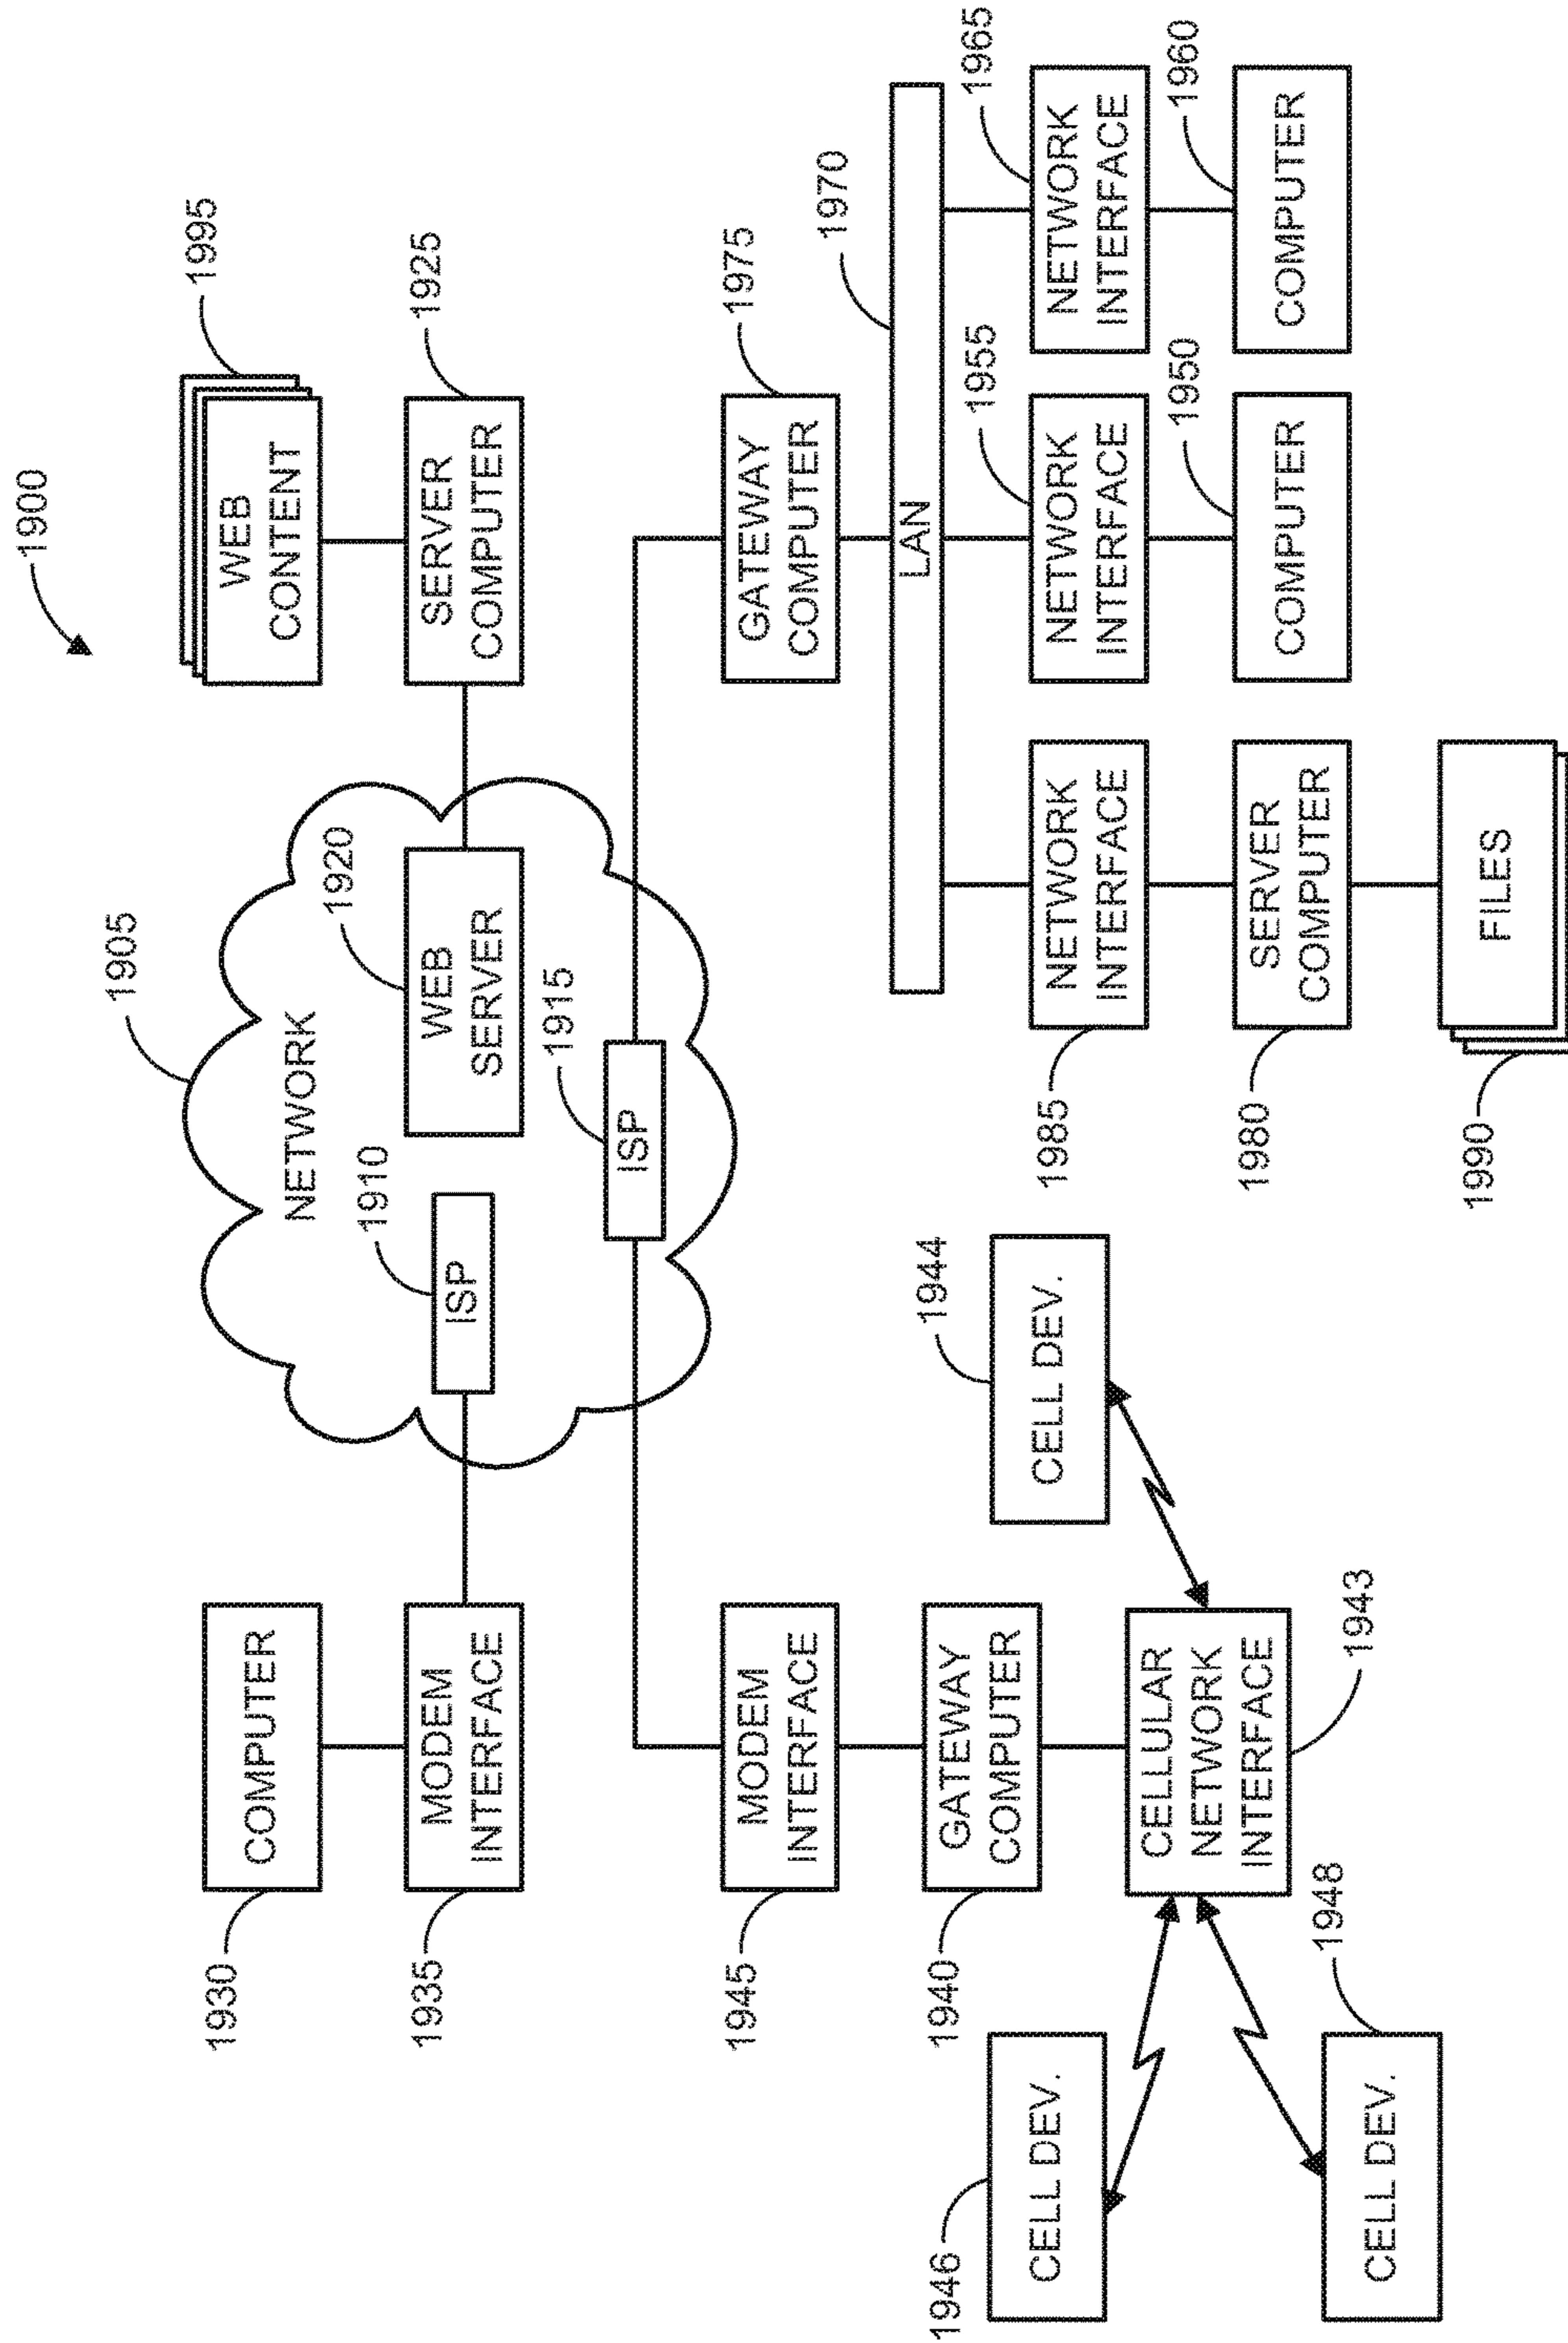 1900
1905
NETWORK
1930
COMPUTER
1910
ISP
1920
WEB
SERVER
WEB
CONTENT
1995
1935
MODEM
INTERFACE
1915
ISP
SERVER
COMPUTER
1925
1945
MODEM
INTERFACE
GATEWAY
COMPUTER
1975
1940
GATEWAY
COMPUTER
1944
CELL DEV.
LAN
1970
1946
CELL DEV.
CELLULAR
NETWORK
INTERFACE
1943
1985
NETWORK
INTERFACE
1955
NETWORK
INTERFACE
1965
NETWORK
INTERFACE
1948
CELL DEV.
1980
SERVER
COMPUTER
1950
COMPUTER
1960
COMPUTER
1990
FILES